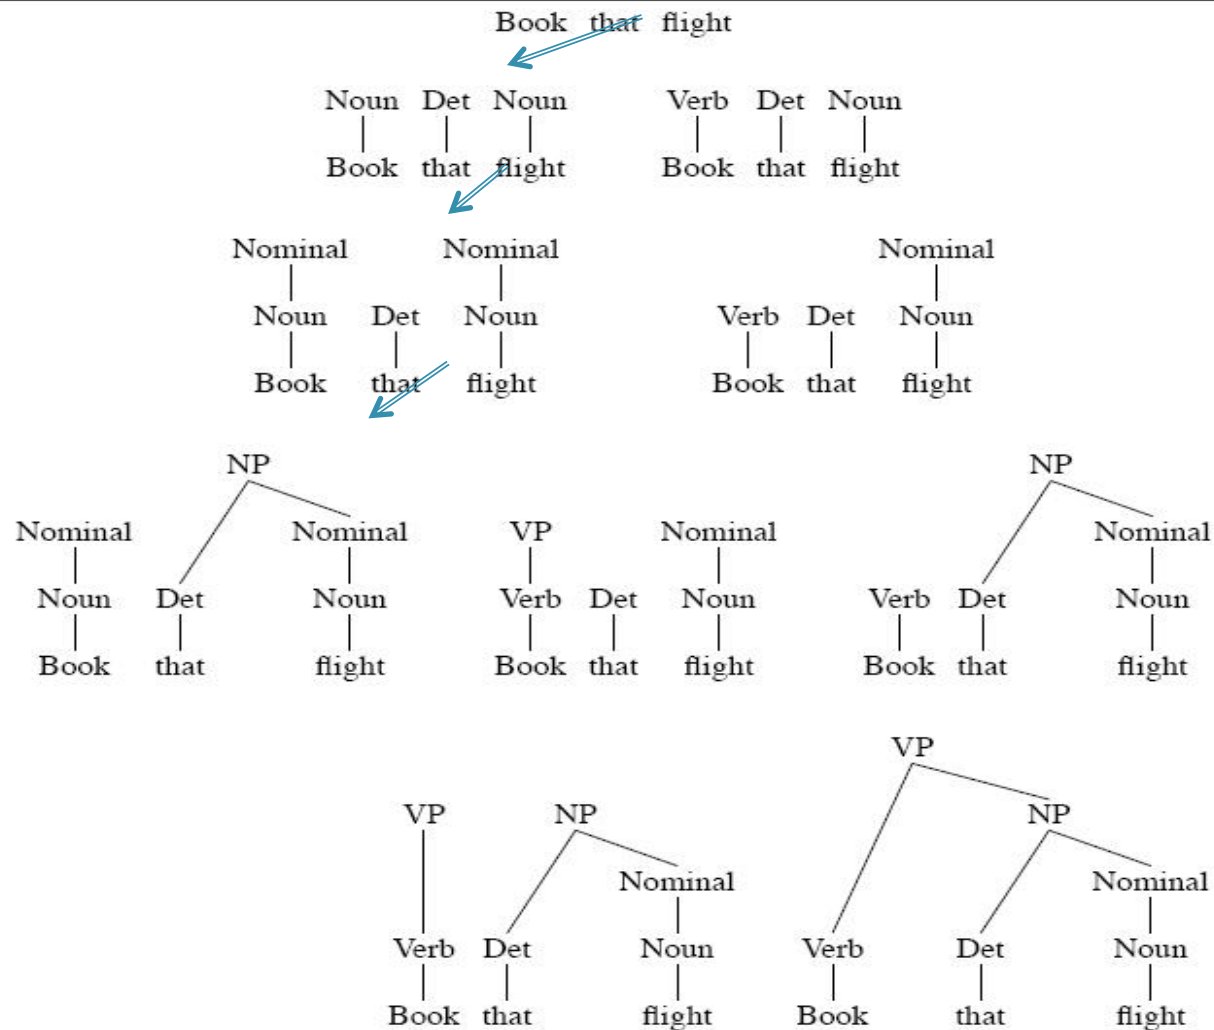 Book that flight
Noun Det Noun Verb Det Noun
Book that flight Book that flight
Nominal Nominal Nominal
Noun Det Noun Verb Det Noun
Book that flight Book that flight
NP NP
Nominal Nominal VP Nominal Nominal
Noun Det Noun Verb Det Noun Verb Det Noun
Book that flight Book that flight Book that flight
VP
VP NP NP
Nominal Nominal
Verb Det Noun Verb Det Noun
Book that flight Book that flight